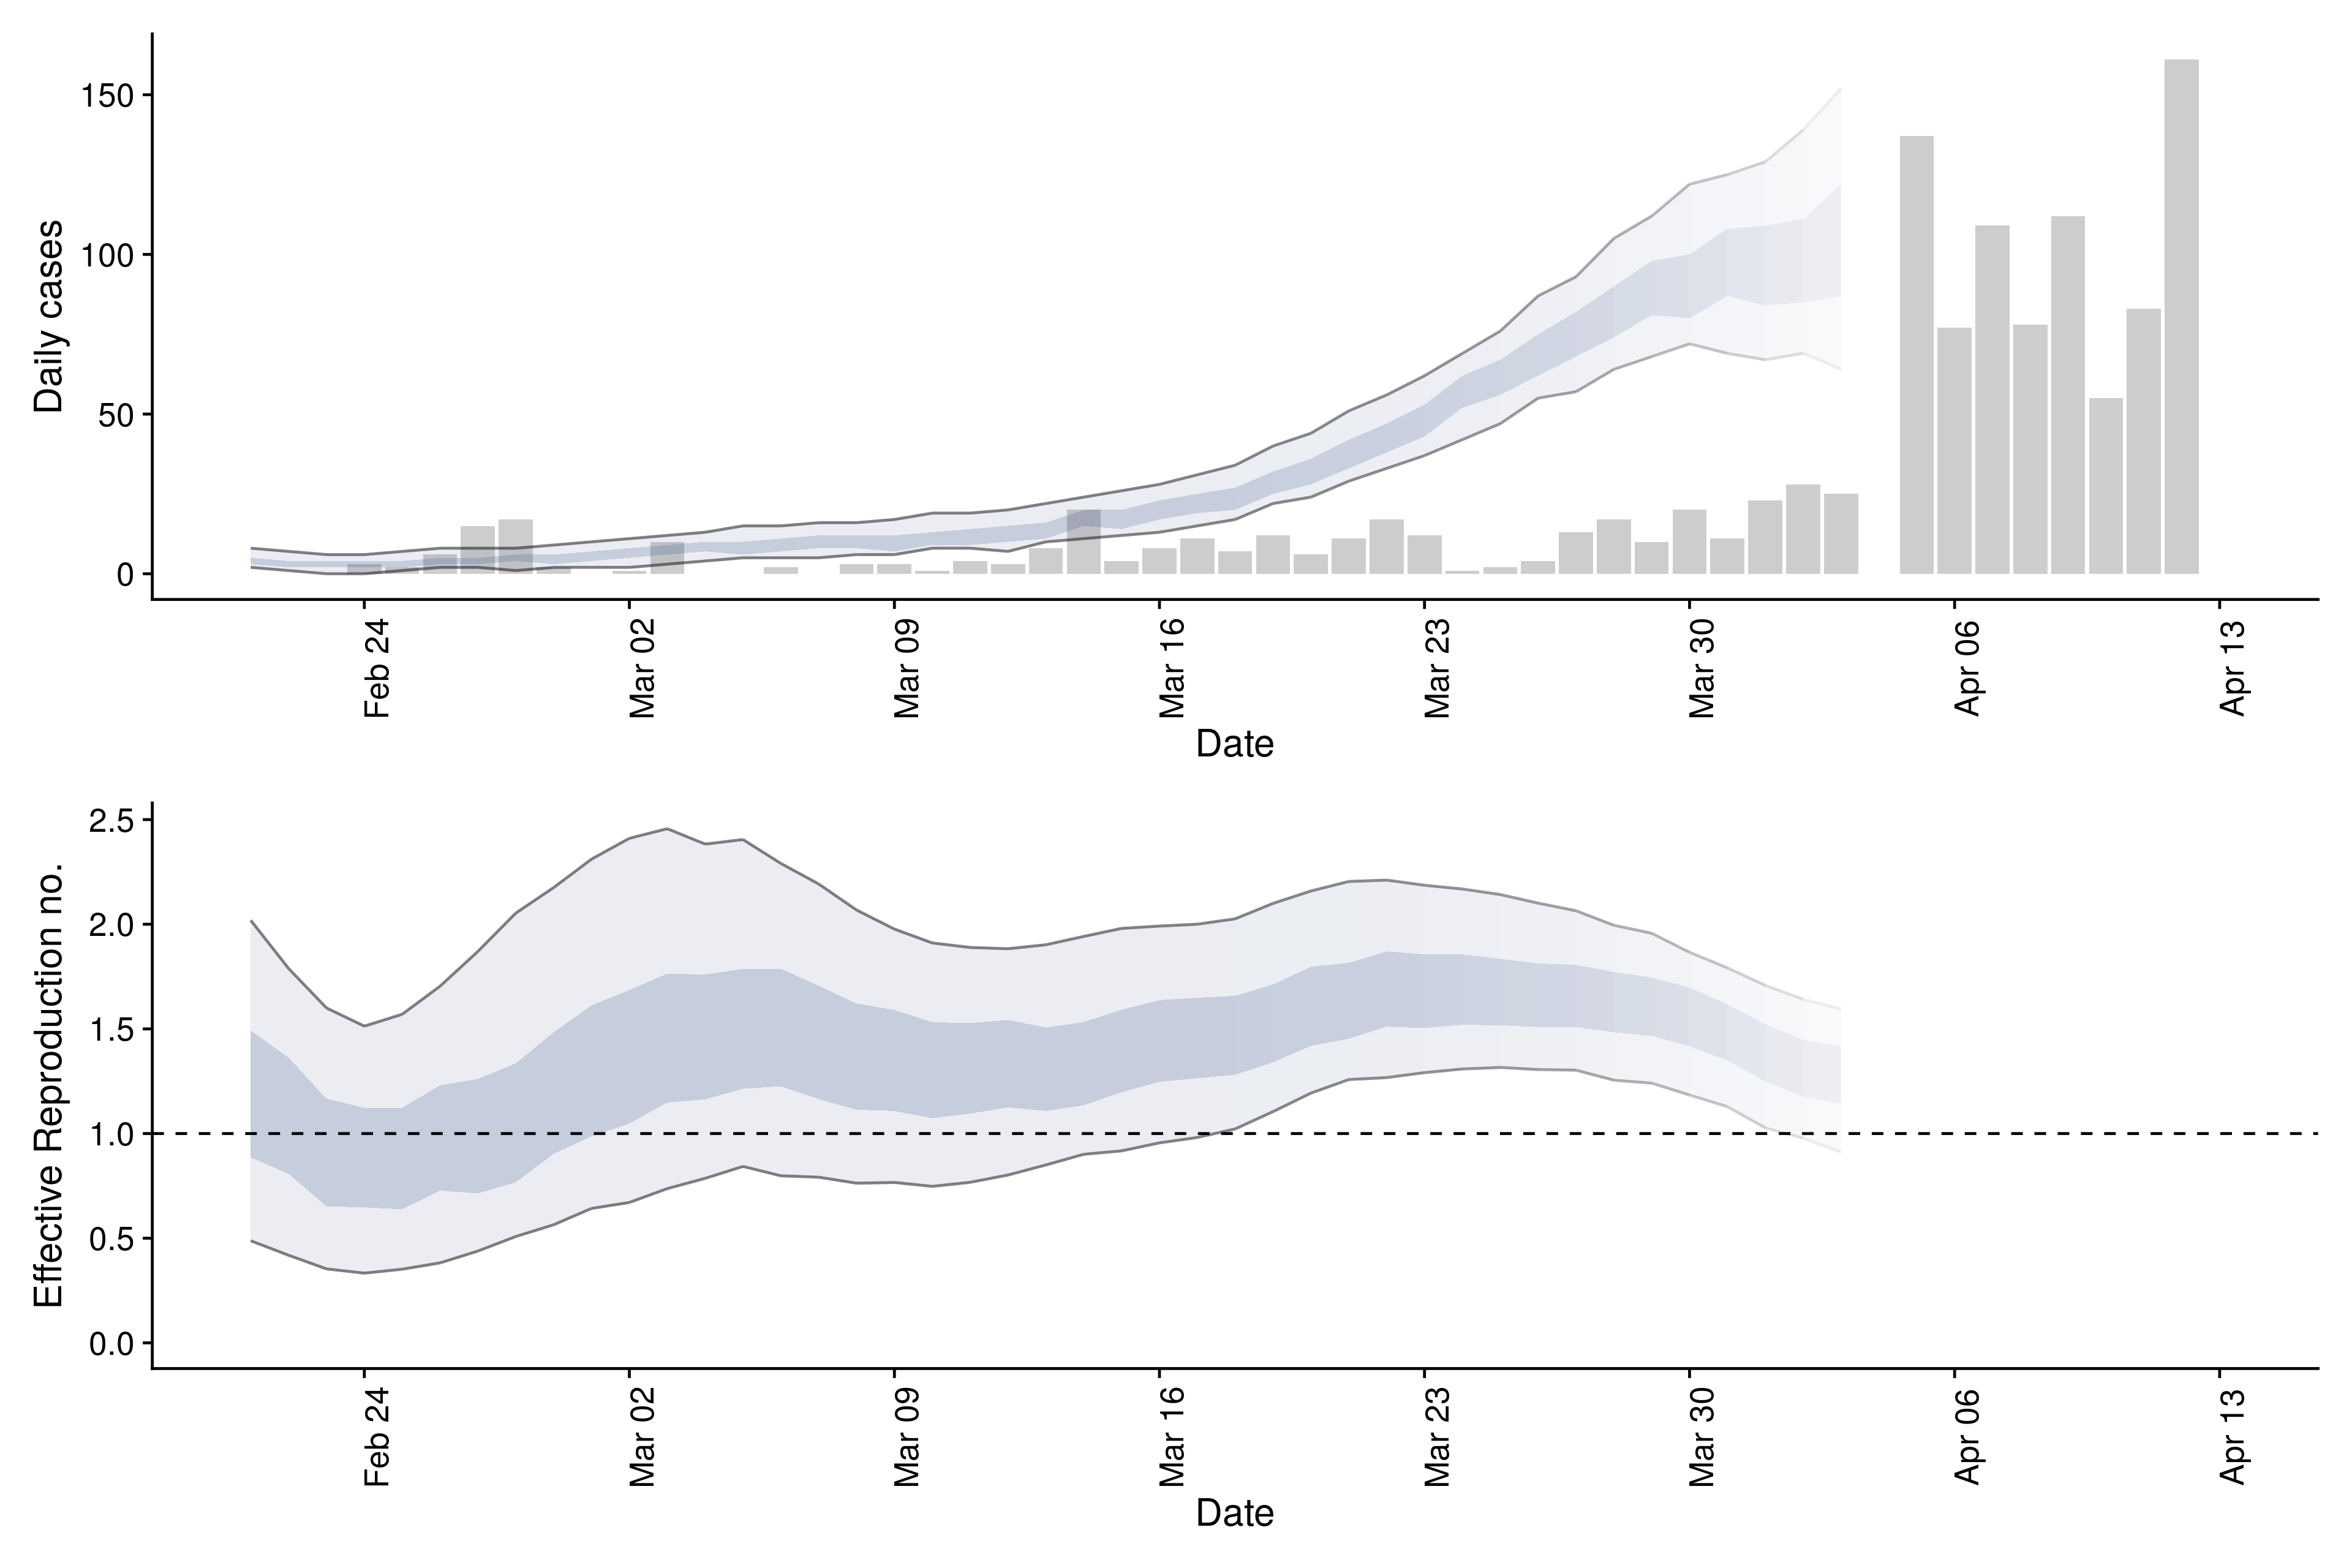 Daily cases
150
100
50
0
Feb 24
Mar 02
Mar 09
Mar 16
Mar 23
Mar 30
Apr 06
Apr 13
Date
Effective Reproduction no.
2.5
2.0
1.5
1.0
0.5
0.0
Feb 24
Mar 02
Mar 09
Mar 16
Mar 23
Mar 30
Apr 06
Apr 13
Date